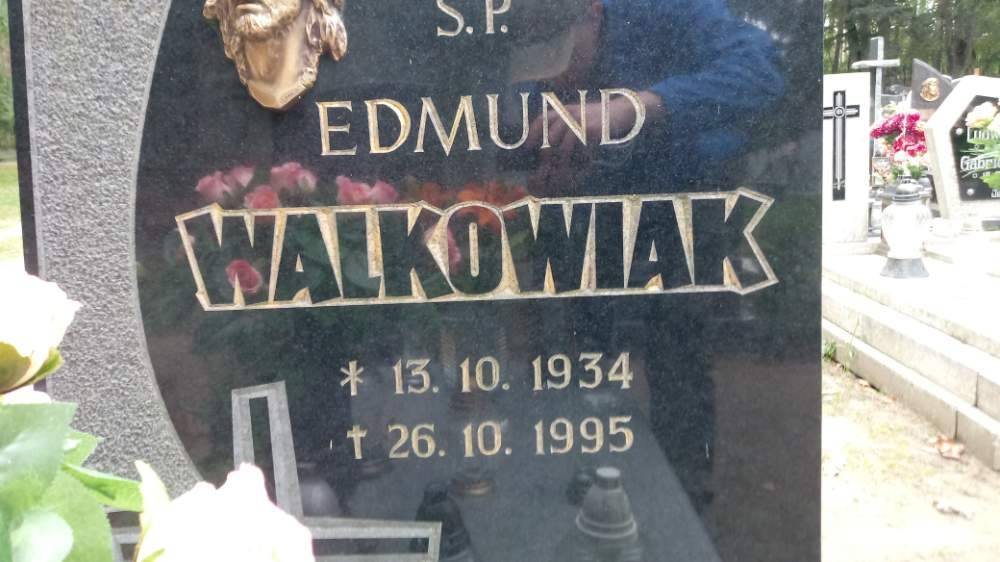 Ś.P.
EDMUND
WALKOWIAK
* 13. 10. 1934
† 26. 10. 1995